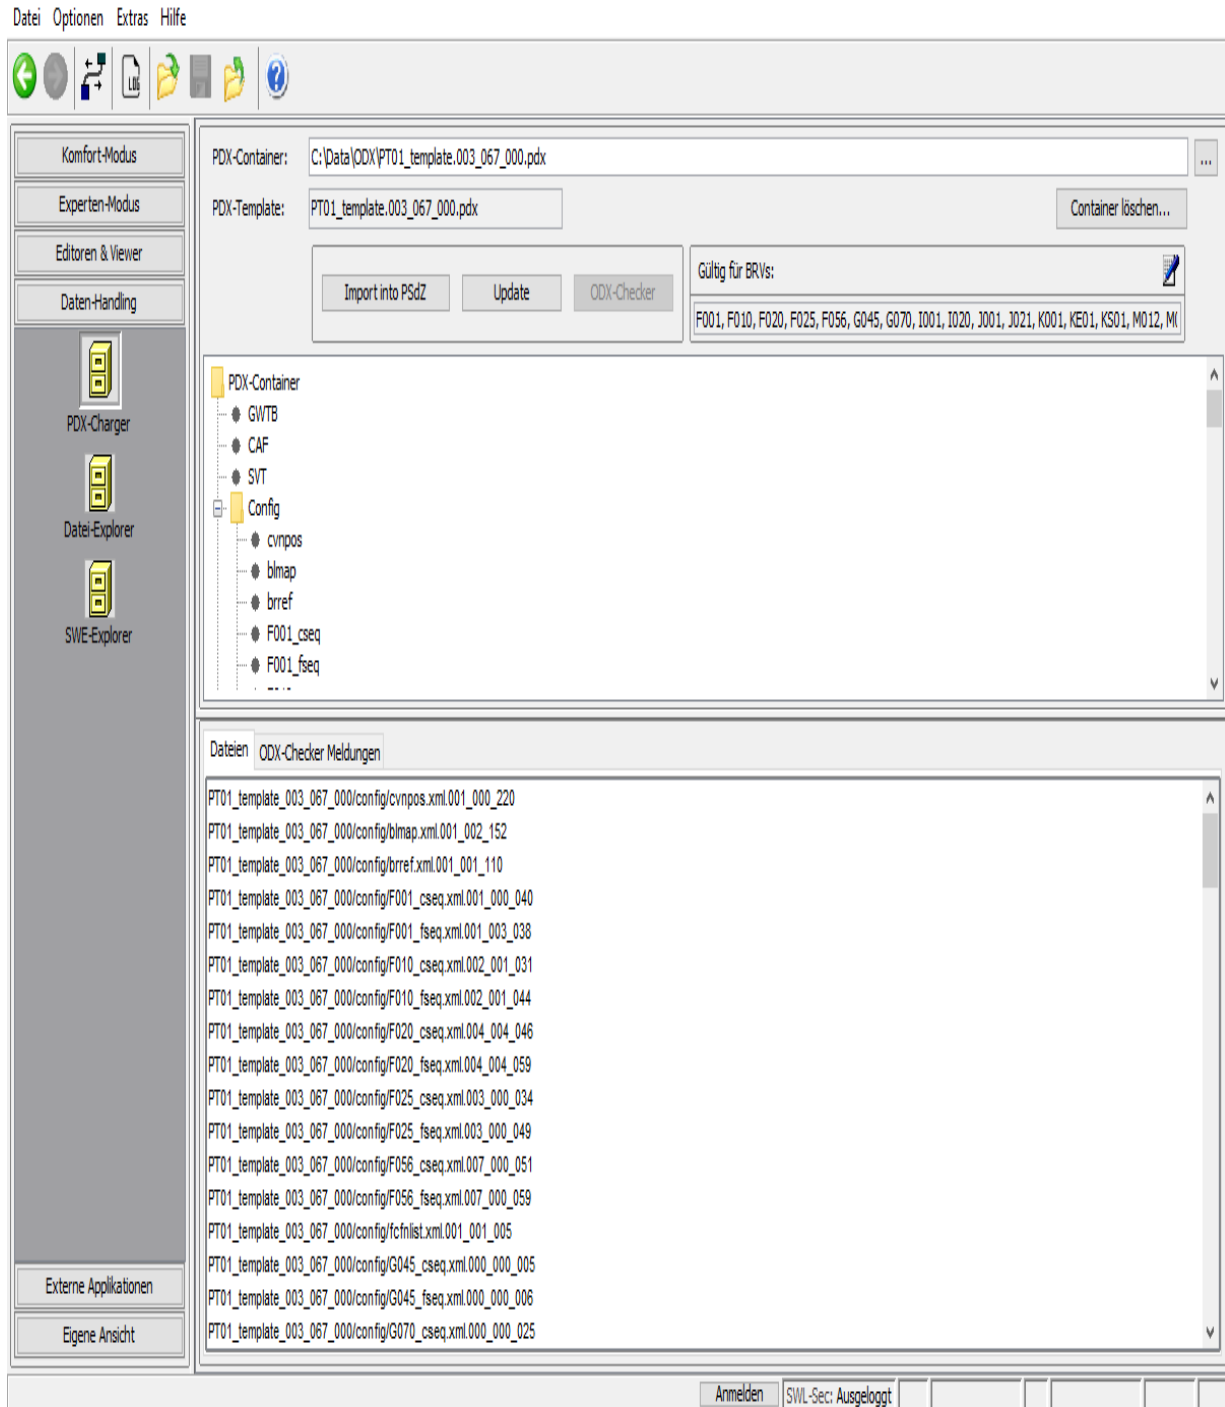 Datei Optionen Extras Hilfe
LOG
Komfort-Modus
Experten-Modus
Editoren & Viewer
Daten-Handling
PDX-Charger
Datei-Explorer
SWE-Explorer
Externe Applikationen
Eigene Ansicht
PDX-Container: C:\Data\ODX\PT01_template.003_067_000.pdx ...
PDX-Template: PT01_template.003_067_000.pdx Container löschen...
Import into PSdZ Update ODX-Checker
Gültig für BRVs:
F001, F010, F020, F025, F056, G045, G070, I001, I020, J001, J021, K001, KE01, KS01, M012,
PDX-Container
GWTB
CAF
SVT
Config
cvnpos
blmap
brref
F001_cseq
F001_fseq
Dateien ODX-Checker Meldungen
PT01_template_003_067_000/config/cvnpos.xml.001_000_220
PT01_template_003_067_000/config/blmap.xml.001_002_152
PT01_template_003_067_000/config/brref.xml.001_001_110
PT01_template_003_067_000/config/F001_cseq.xml.001_000_040
PT01_template_003_067_000/config/F001_fseq.xml.001_003_038
PT01_template_003_067_000/config/F010_cseq.xml.002_001_031
PT01_template_003_067_000/config/F010_fseq.xml.002_001_044
PT01_template_003_067_000/config/F020_cseq.xml.004_004_046
PT01_template_003_067_000/config/F020_fseq.xml.004_004_059
PT01_template_003_067_000/config/F025_cseq.xml.003_000_034
PT01_template_003_067_000/config/F025_fseq.xml.003_000_049
PT01_template_003_067_000/config/F056_cseq.xml.007_000_051
PT01_template_003_067_000/config/F056_fseq.xml.007_000_059
PT01_template_003_067_000/config/fcfnlist.xml.001_001_005
PT01_template_003_067_000/config/G045_cseq.xml.000_000_005
PT01_template_003_067_000/config/G045_fseq.xml.000_000_006
PT01_template_003_067_000/config/G070_cseq.xml.000_000_025
Anmelden SWL-Sec: Ausgeloggt